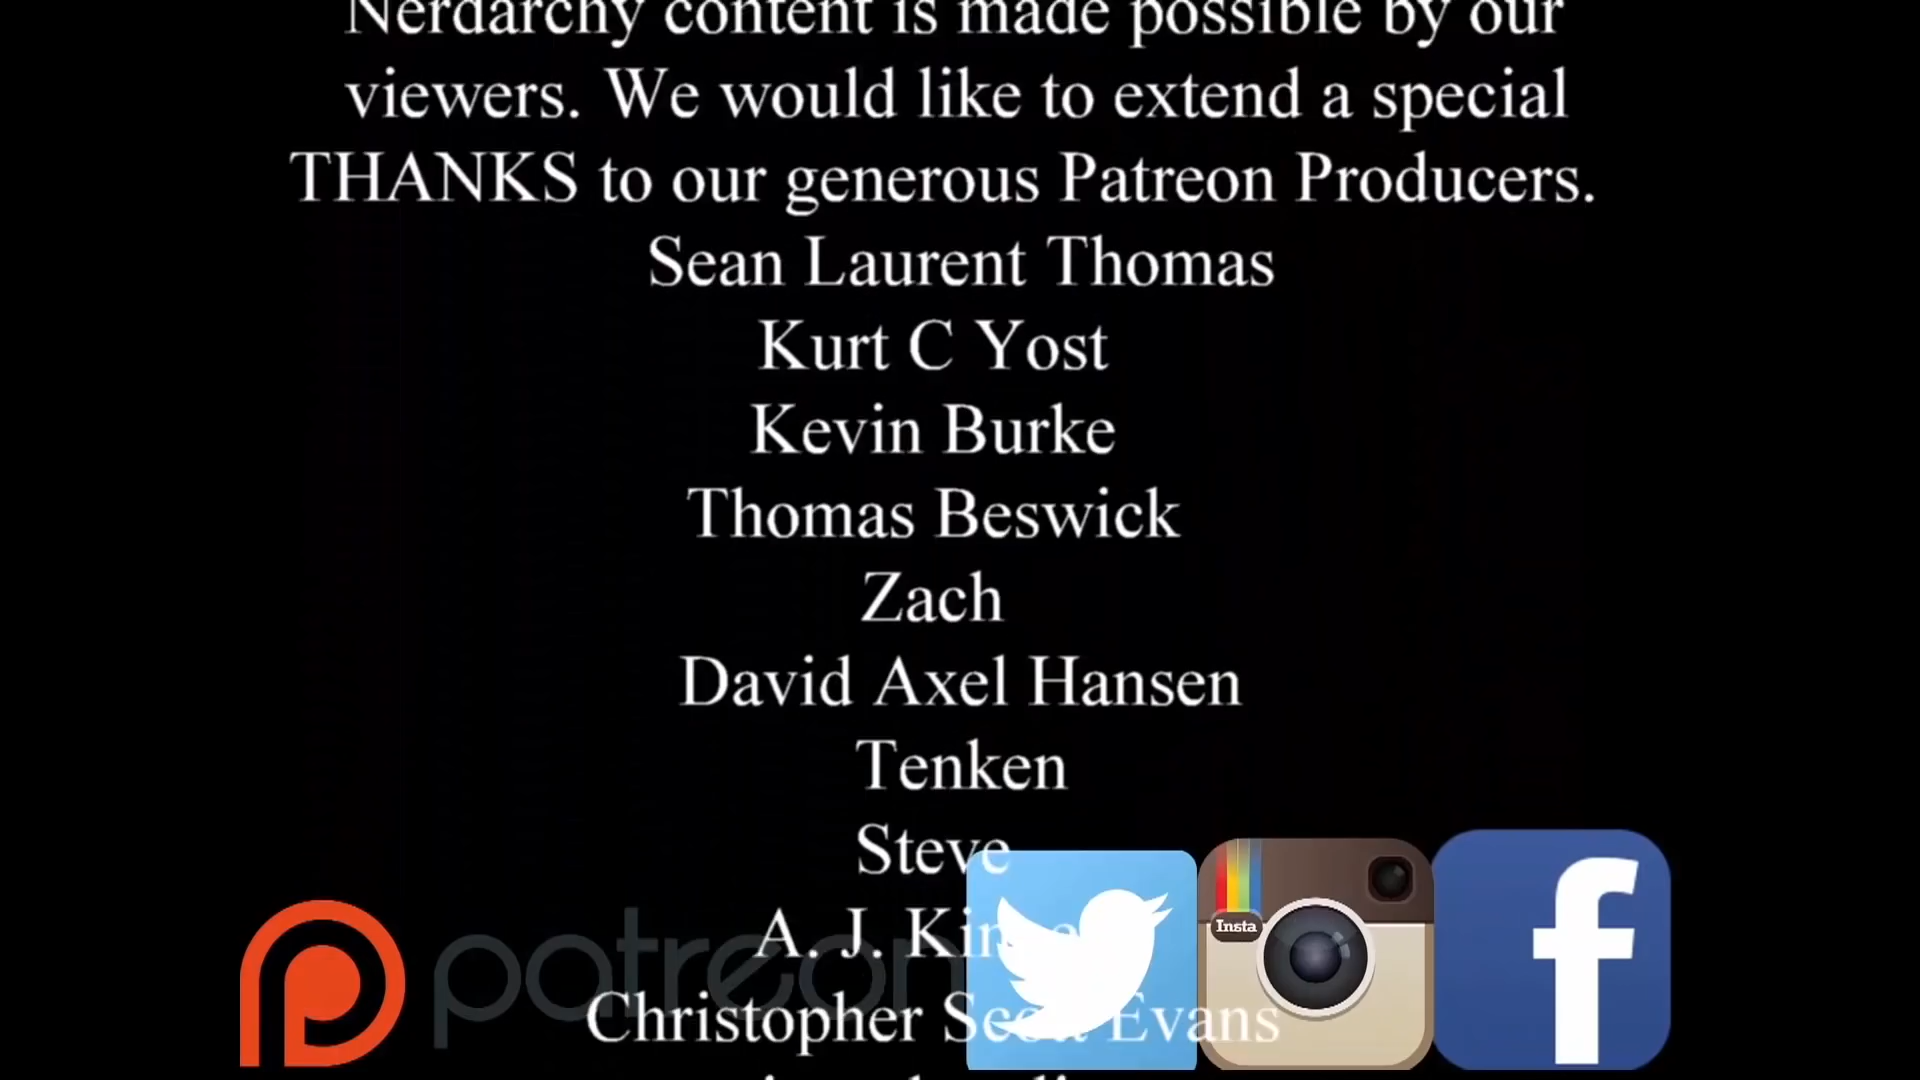 Nerdarchy content is made possible by our
viewers. We would like to extend a special
THANKS to our generous Patreon Producers.
Sean Laurent Thomas
Kurt C Yost
Kevin Burke
Thomas Beswick
Zach
David Axel Hansen
Tenken
Steve
A. J.
Christopher Scott Evans
patreon
Insta
f